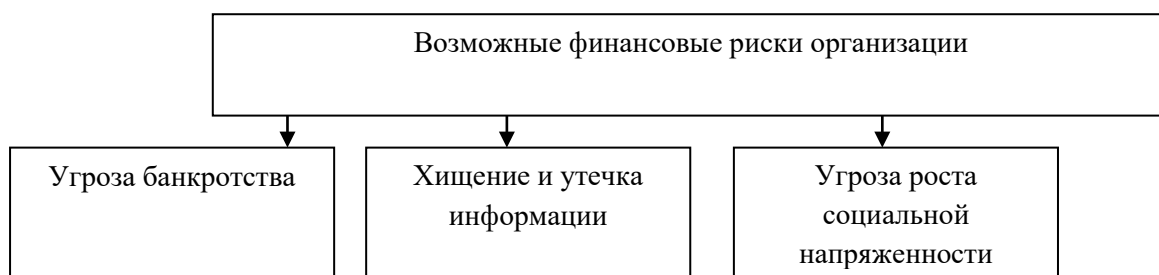 Возможные финансовые риски организации
Угроза банкротства
Хищение и утечка
информации
Угроза роста
социальной
напряженности